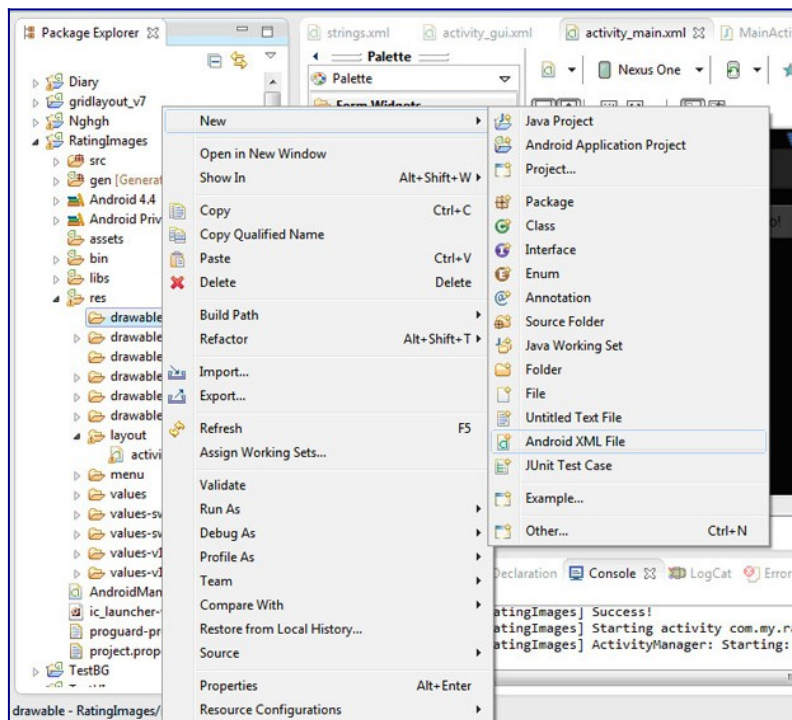 Package Explorer
strings.xml
activity_gui.xml
activity_main.xml
MainActi
Palette
Palette
Nexus One
Form Widgets
Diary
gridlayout_v7
Nghgh
RatingImages
src
gen [Generat
Android 4.4
Android Priv
assets
bin
libs
res
drawable
drawable
drawable
drawable
drawable
drawable
layout
activi
menu
values
values-sw
values-sw
values-v1
values-v1
AndroidMan
ic_launcher-
proguard-pr
project.prop
TestBG
drawable - RatingImages/
New
Open in New Window
Show In Alt+Shift+W
Copy Ctrl+C
Copy Qualified Name
Paste Ctrl+V
Delete Delete
Build Path
Refactor Alt+Shift+T
Import...
Export...
Refresh F5
Assign Working Sets...
Validate
Run As
Debug As
Profile As
Team
Compare With
Restore from Local History...
Source
Properties Alt+Enter
Resource Configurations
Java Project
Android Application Project
Project...
Package
Class
Interface
Enum
Annotation
Source Folder
Java Working Set
Folder
File
Untitled Text File
Android XML File
JUnit Test Case
Example...
Other... Ctrl+N
o!
Declaration
Console
LogCat
Error
atingImages] Success!
atingImages] Starting activity com.my.ra
atingImages] ActivityManager: Starting: